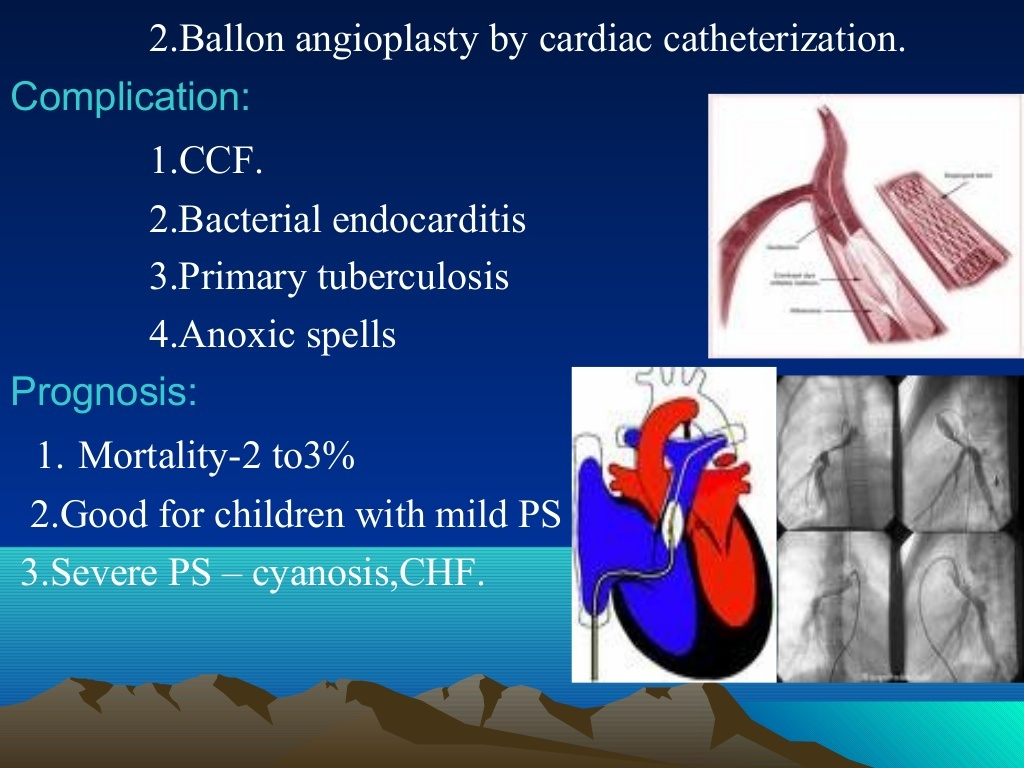 2.Ballon angioplasty by cardiac catheterization.
Complication:
1.CCF.
2.Bacterial endocarditis
3.Primary tuberculosis
4.Anoxic spells
Prognosis:
1. Mortality-2 to3%
2.Good for children with mild PS
3.Severe PS – cyanosis,CHF.